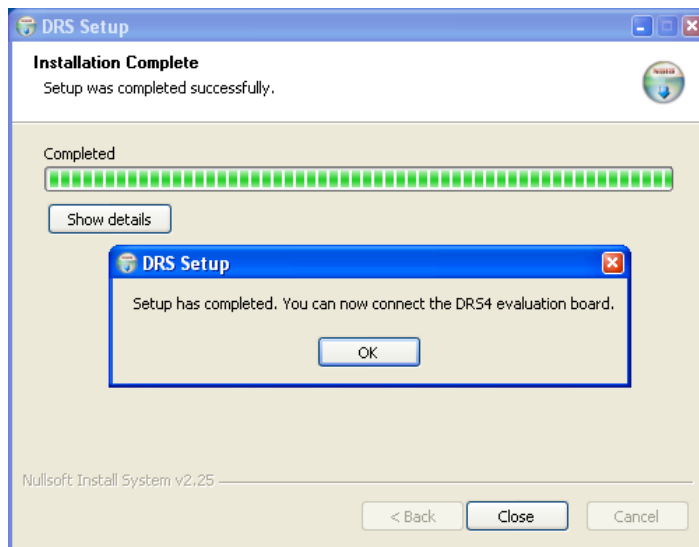 DRS Setup
Installation Complete
Setup was completed successfully.
Completed
Show details
DRS Setup
Setup has completed. You can now connect the DRS4 evaluation board.
OK
Nullsoft Install System v2.25
< Back
Close
Cancel